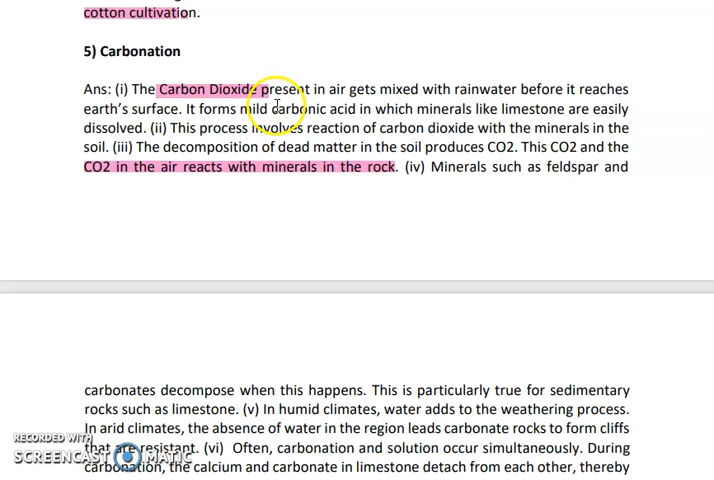 cotton cultivation.
5) Carbonation
Ans: (i) The Carbon Dioxide present in air gets mixed with rainwater before it reaches
earth's surface. It forms mild carbonic acid in which minerals like limestone are easily
dissolved. (ii) This process involves reaction of carbon dioxide with the minerals in the
soil. (iii) The decomposition of dead matter in the soil produces CO2. This CO2 and the
CO2 in the air reacts with minerals in the rock. (iv) Minerals such as feldspar and
carbonates decompose when this happens. This is particularly true for sedimentary
rocks such as limestone. (v) In humid climates, water adds to the weathering process.
In arid climates, the absence of water in the region leads carbonate rocks to form cliffs
that are resistant. (vi) Often, carbonation and solution occur simultaneously. During
carbonation, the calcium and carbonate in limestone detach from each other, thereby
RECORDED WITH
SCREENCAST MATIC